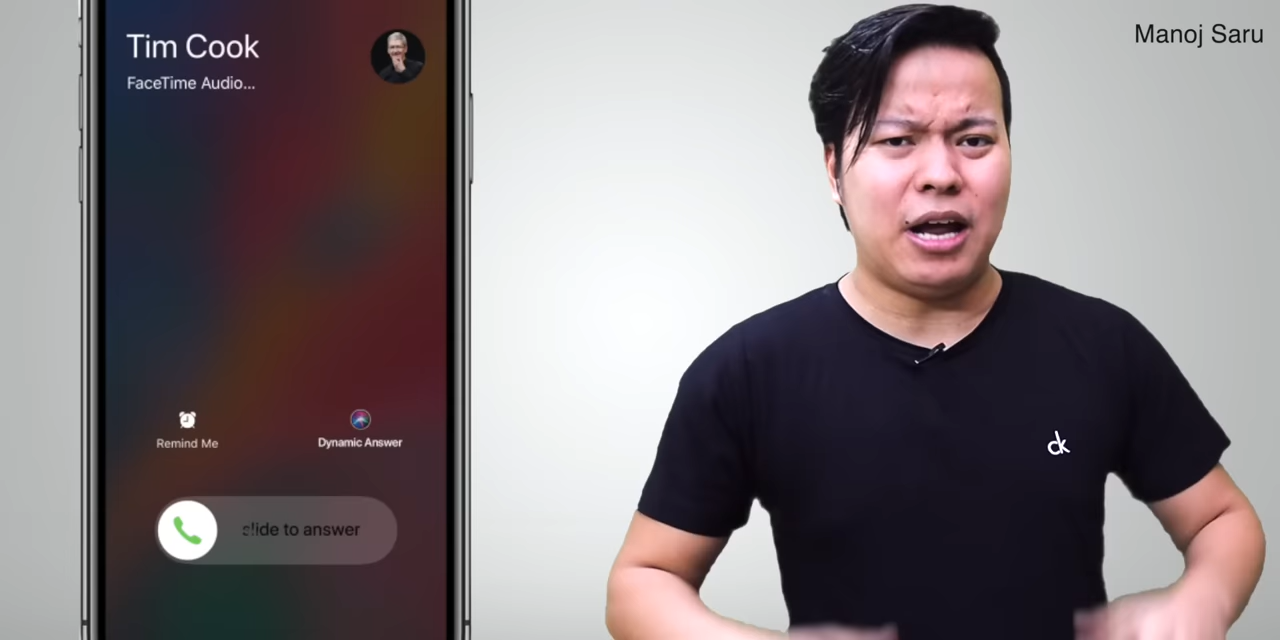 Tim Cook
FaceTime Audio...
Manoj Saru
Remind Me
Dynamic Answer
slide to answer
ck